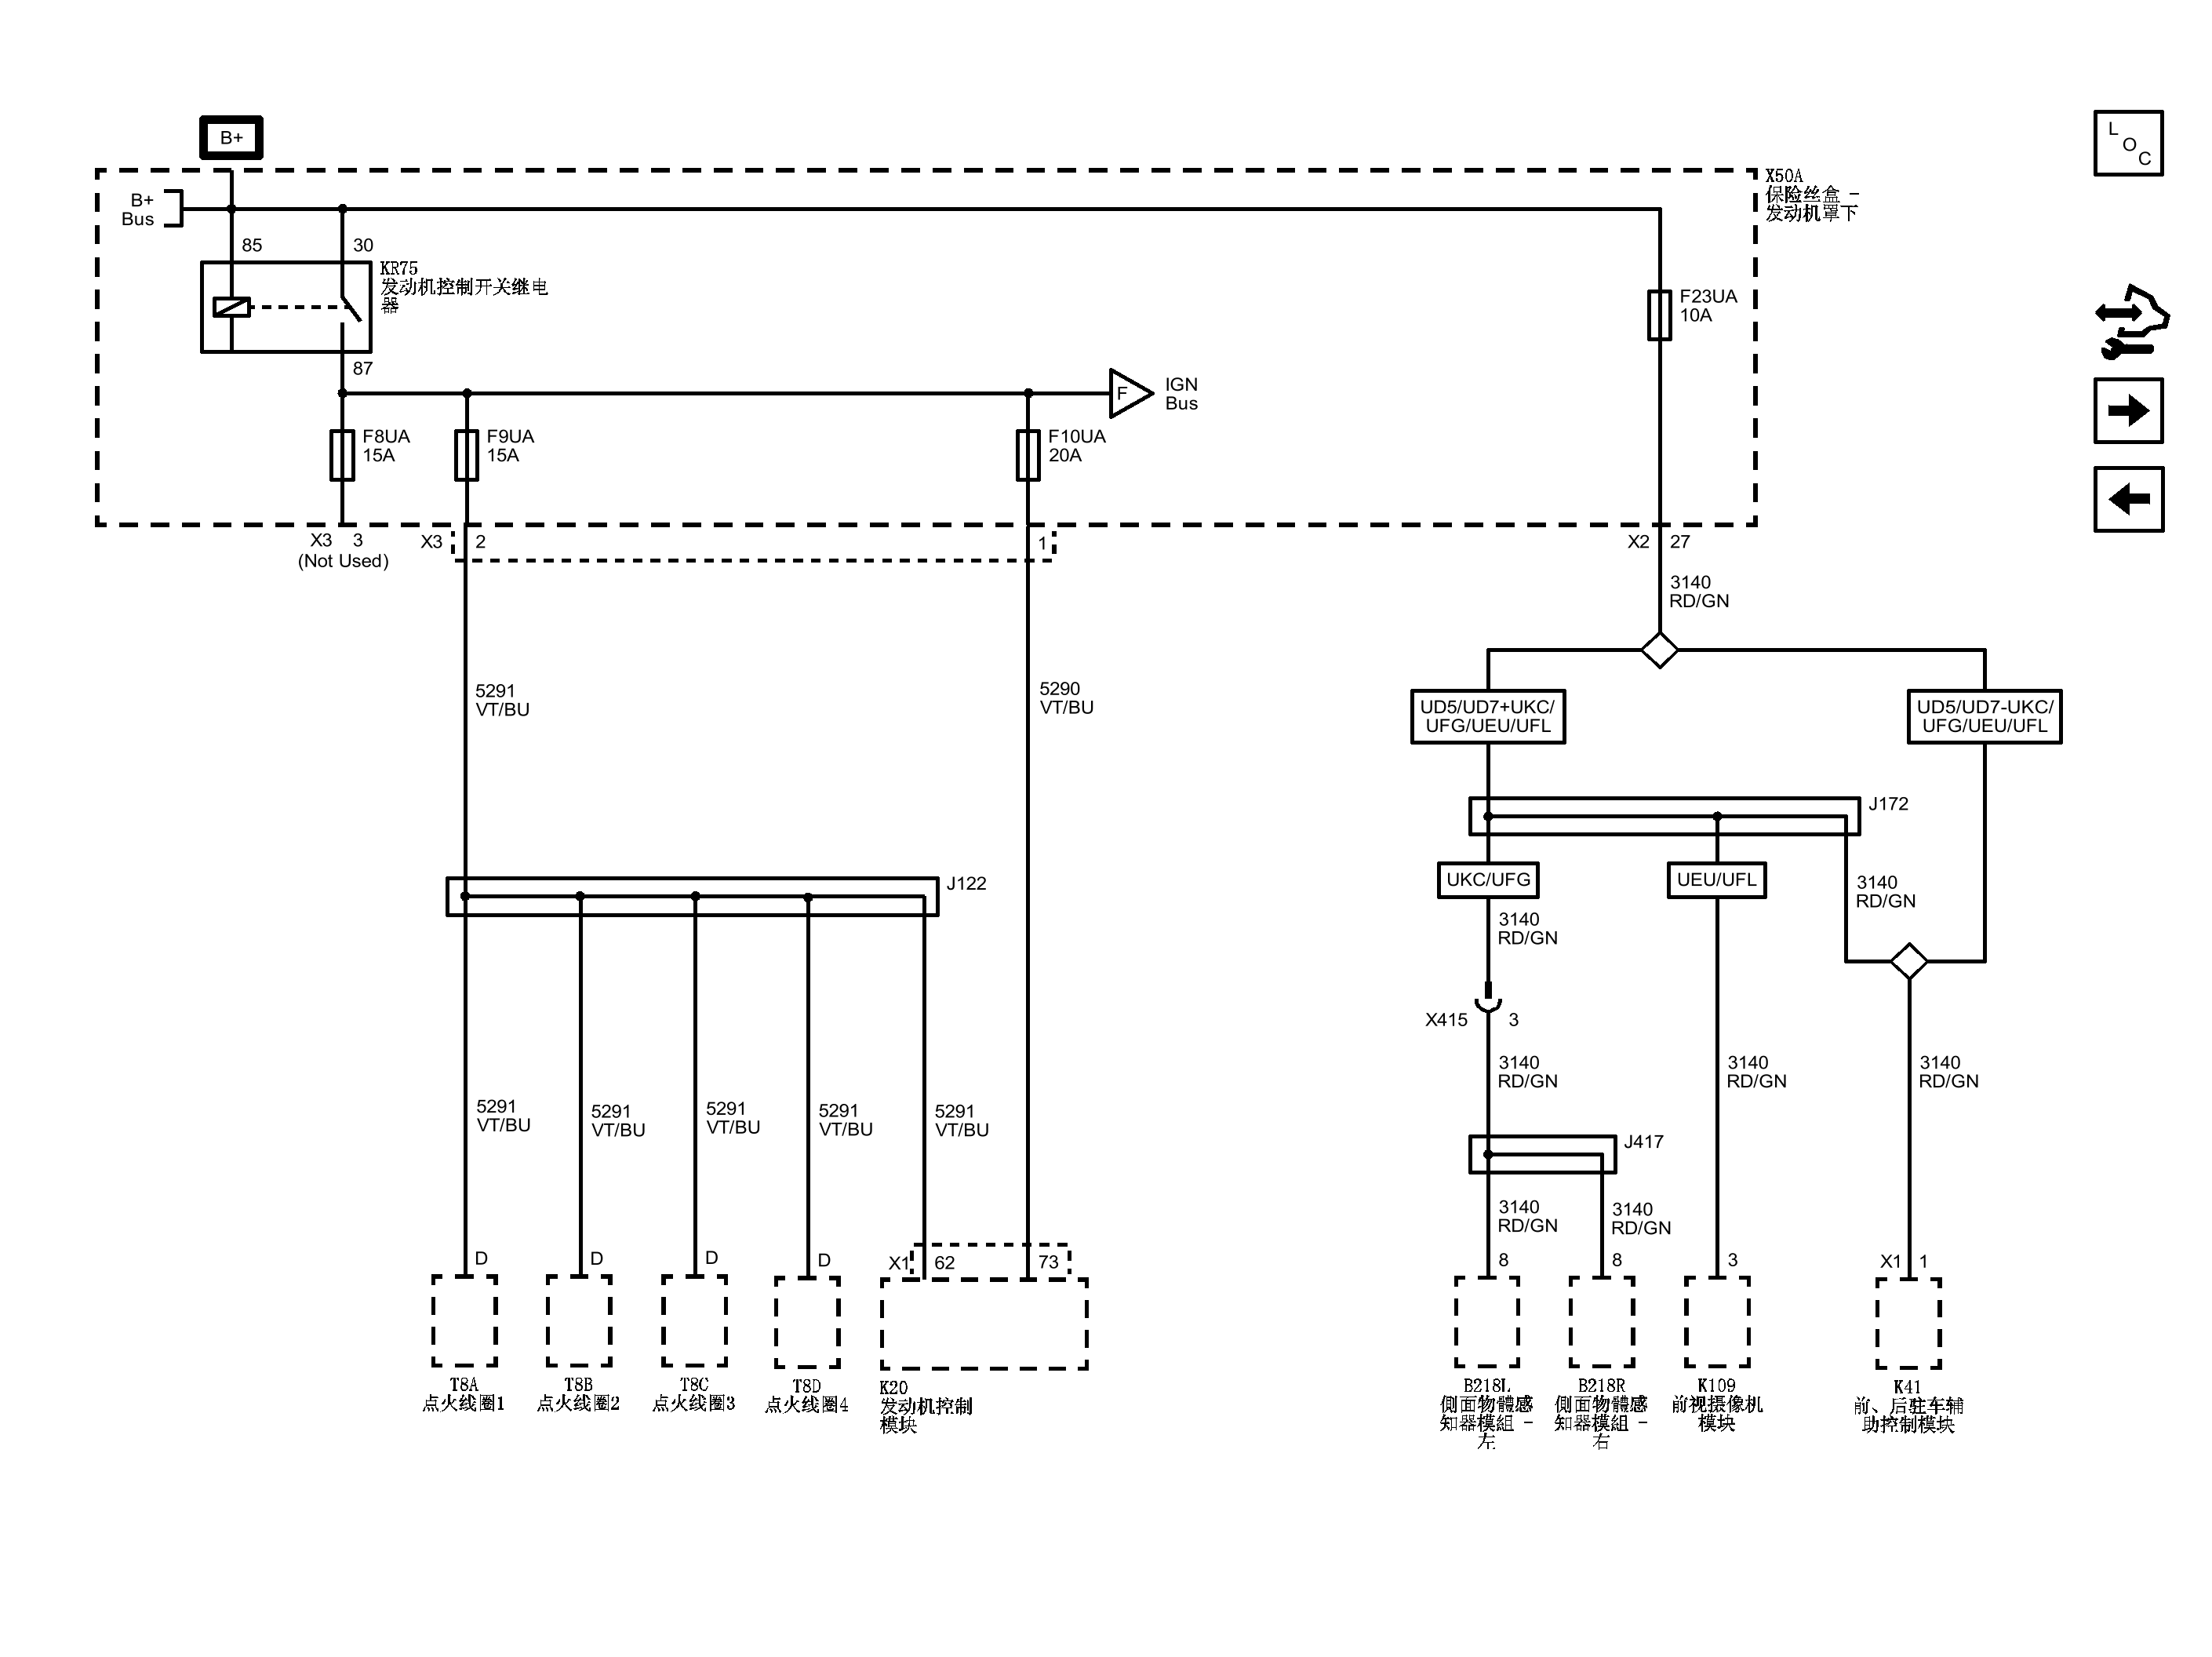 B+
L
O
C
X50A
保险丝盒 -
发动机罩下
B+
Bus
85
30
KR75
发动机控制开关继电
器
F23UA
10A
87
F
IGN
Bus
F8UA
15A
F9UA
15A
F10UA
20A
X3 3
(Not Used)
X3
2
1
X2
27
3140
RD/GN
5291
VT/BU
5290
VT/BU
UD5/UD7+UKC/
UFG/UEU/UFL
UD5/UD7-UKC/
UFG/UEU/UFL
J172
J122
UKC/UFG
UEU/UFL
3140
RD/GN
3140
RD/GN
X415
3
3140
RD/GN
3140
RD/GN
3140
RD/GN
5291
VT/BU
5291
VT/BU
5291
VT/BU
5291
VT/BU
5291
VT/BU
J417
3140
RD/GN
3140
RD/GN
D
D
D
D
X1
62
73
8
8
3
X1
1
T8A
点火线圈1
T8B
点火线圈2
T8C
点火线圈3
T8D
点火线圈4
K20
发动机控制
模块
B218L
側面物體感
知器模組 -
左
B218R
側面物體感
知器模組 -
右
K109
前视摄像机
模块
K41
前、后驻车辅
助控制模块